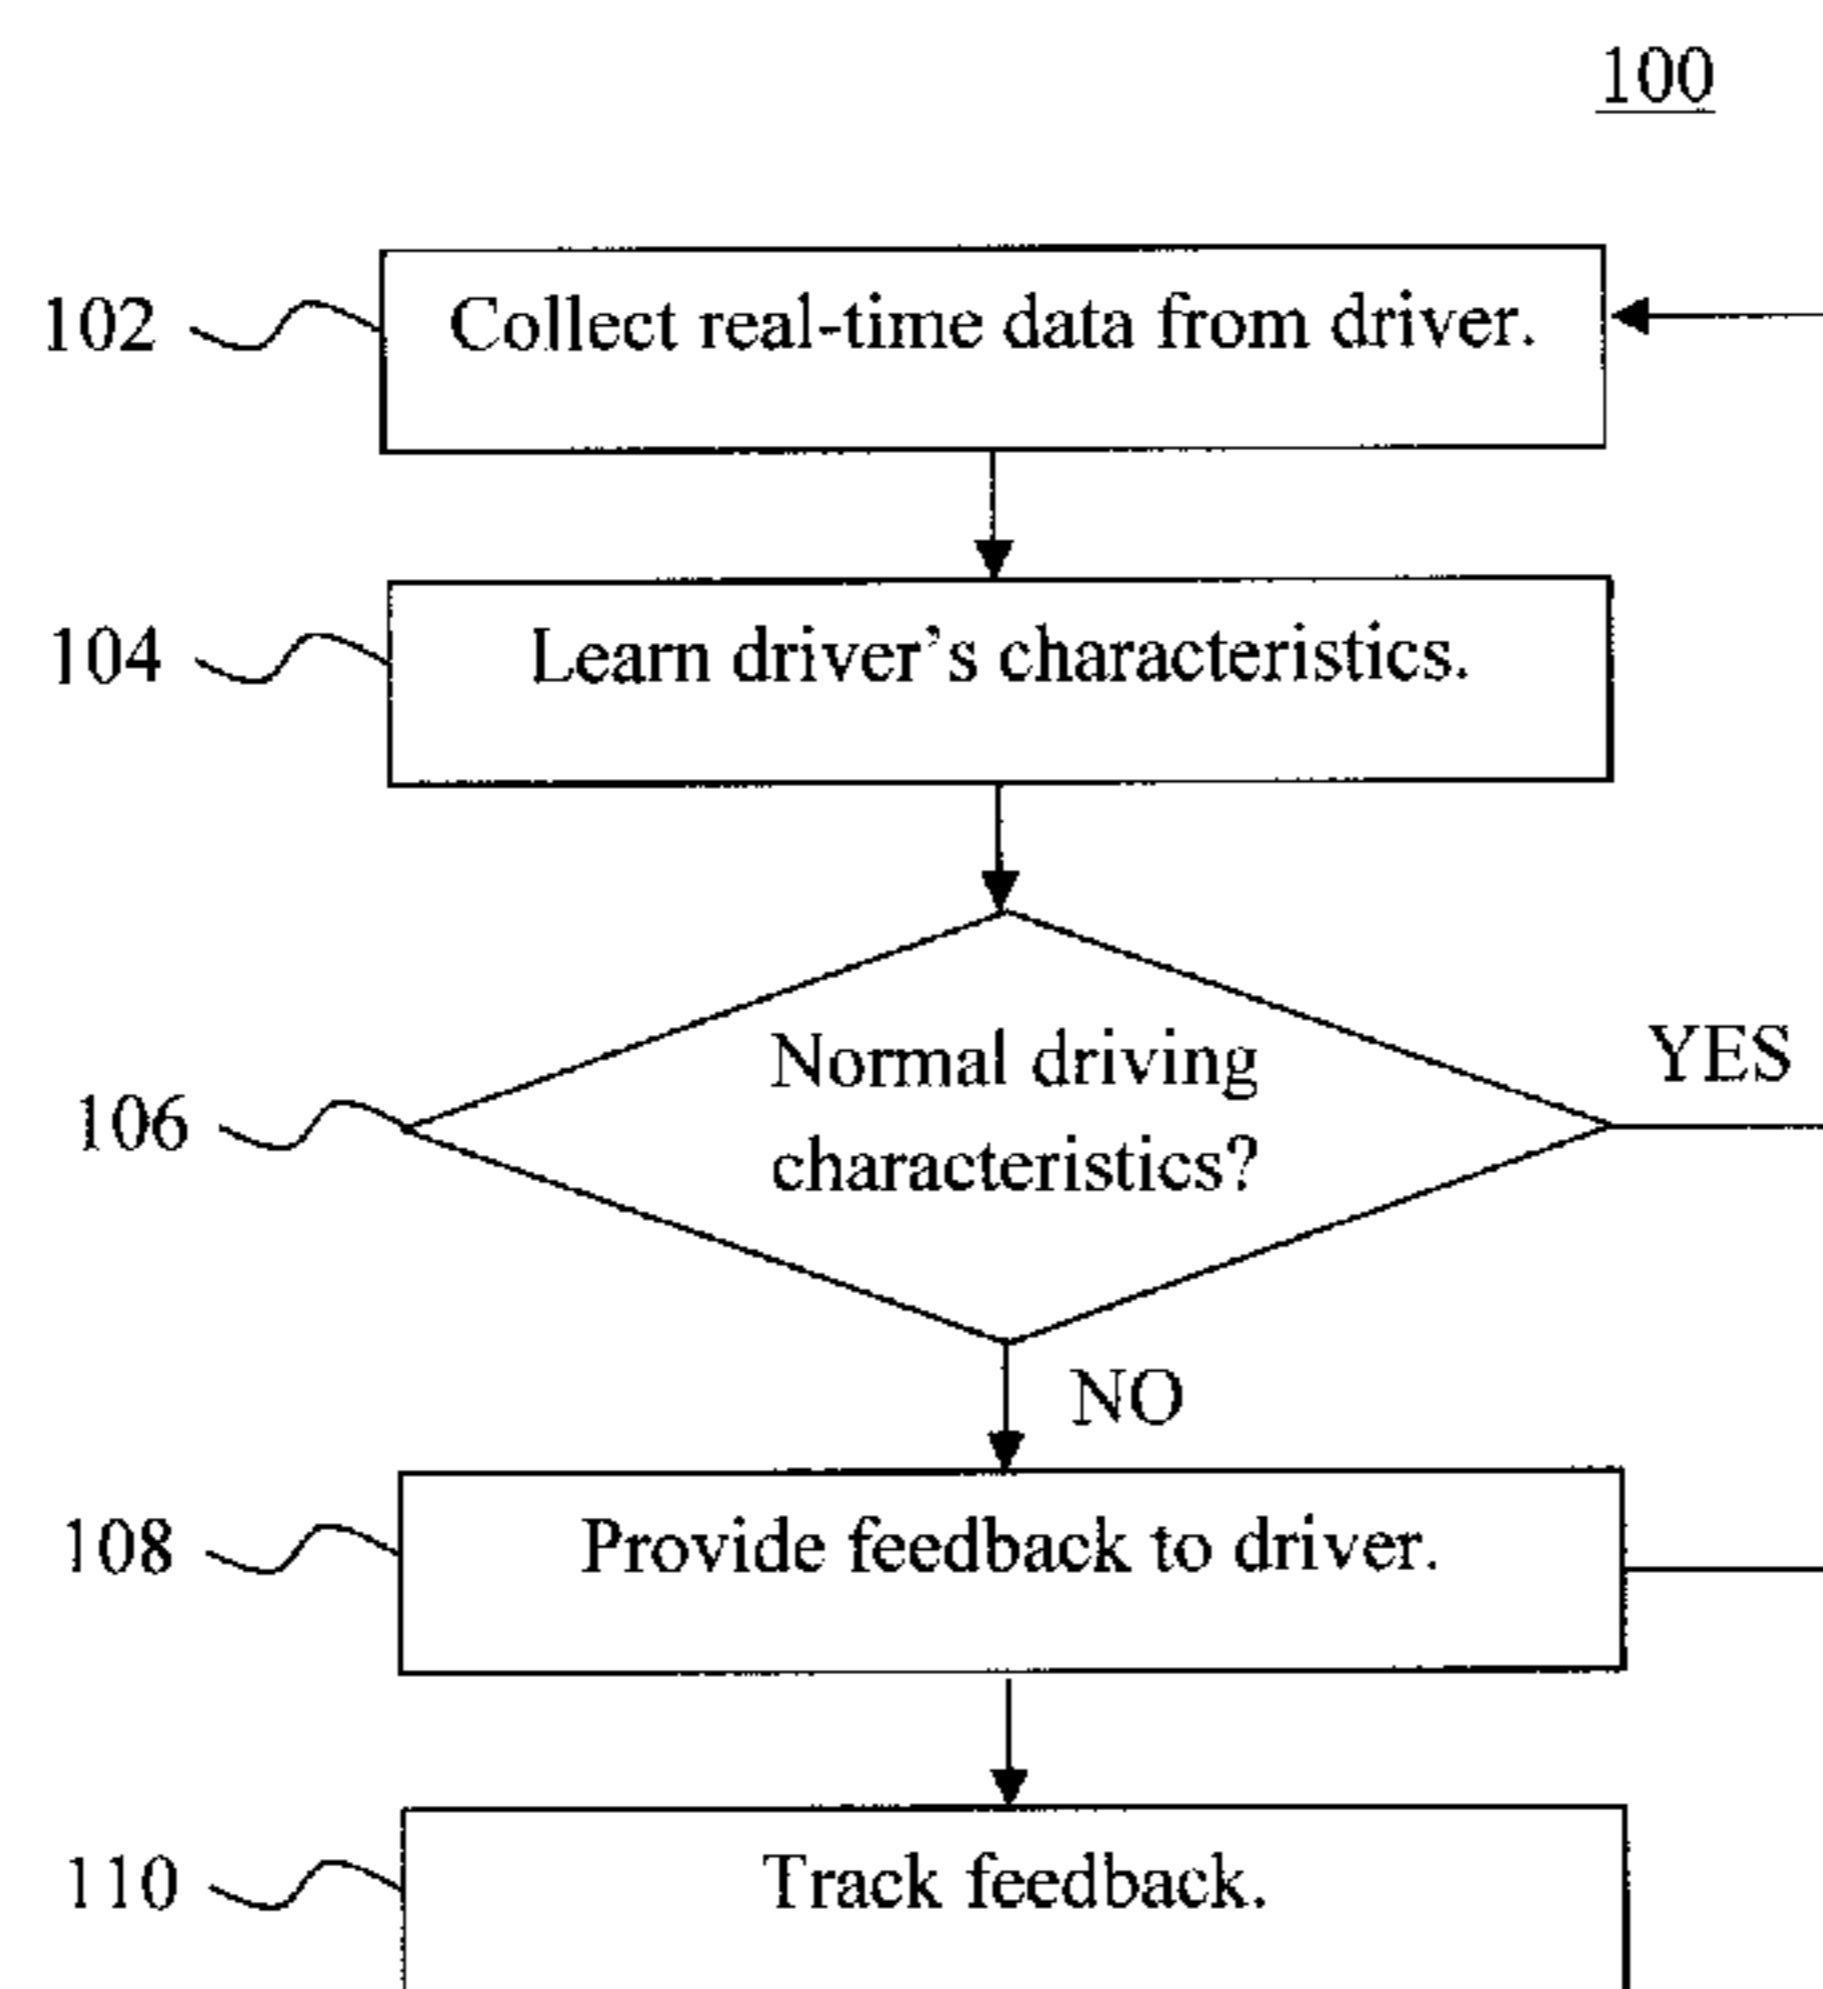 100
102
Collect real-time data from driver.
104
Learn driver's characteristics.
106
Normal driving
characteristics?
YES
NO
108
Provide feedback to driver.
110
Track feedback.